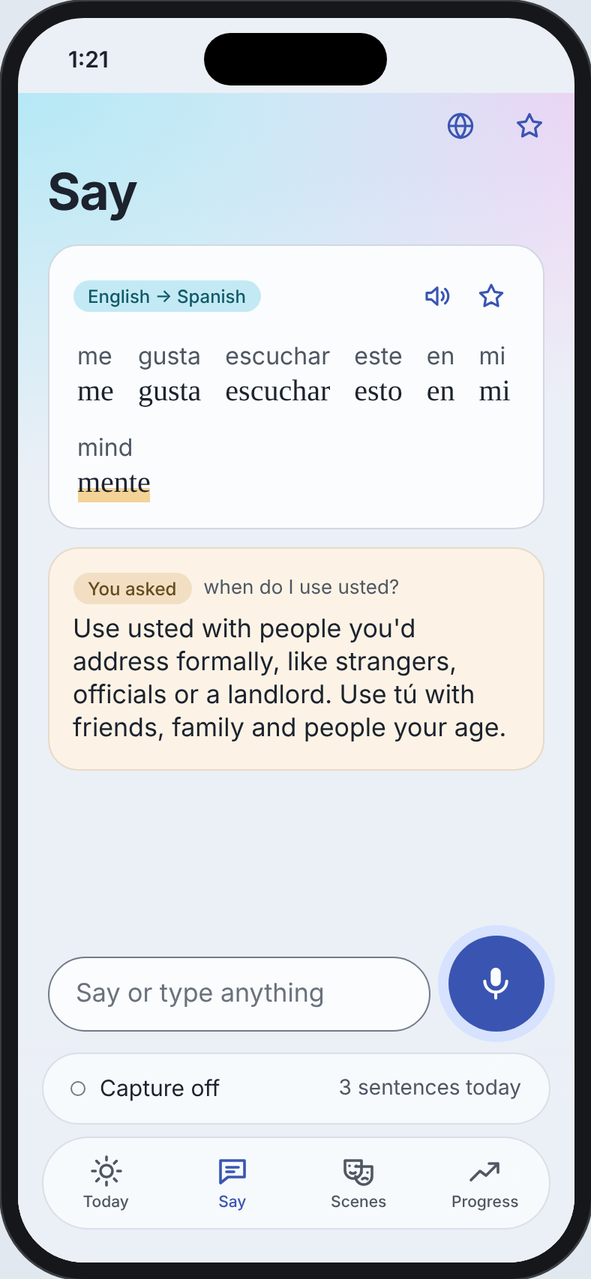 1:21
Say
English → Spanish
me gusta escuchar este en mi
me gusta escuchar esto en mi
mind
mente
You asked when do I use usted?
Use usted with people you'd
address formally, like strangers,
officials or a landlord. Use tú with
friends, family and people your age.
Say or type anything
Capture off 3 sentences today
Today Say Scenes Progress